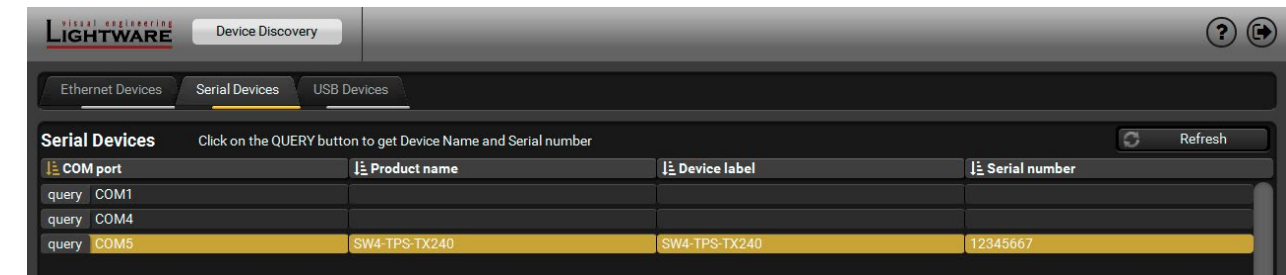 visual engineering
LIGHTWARE
Device Discovery
?
Ethernet Devices Serial Devices USB Devices
Serial Devices Click on the QUERY button to get Device Name and Serial number Refresh
COM port Product name Device label Serial number
query COM1
query COM4
query COM5 SW4-TPS-TX240 SW4-TPS-TX240 12345667